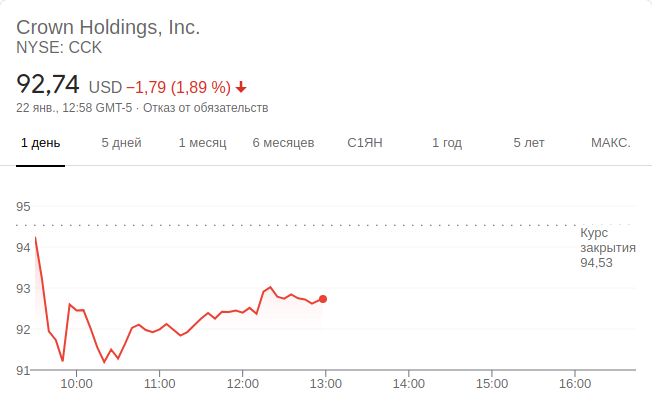 Crown Holdings, Inc.
NYSE: CCK
92,74 USD −1,79 (1,89 %)
22 янв., 12:58 GMT-5 · Отказ от обязательств
1 день 5 дней 1 месяц 6 месяцев С1ЯН 1 год 5 лет МАКС.
95
Курс
закрытия
94,53
94
93
92
91
10:00 11:00 12:00 13:00 14:00 15:00 16:00